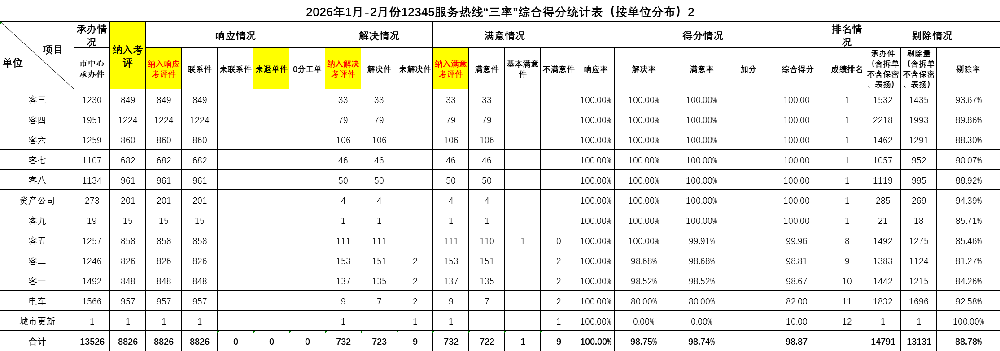 2026年1月-2月份12345服务热线“三率”综合得分统计表（按单位分布）2
项目
单位
承办情况 纳入考评 响应情况 解决情况 满意情况 得分情况 排名情况 剔除情况
市中心承办件 纳入响应考评件 联系件 未联系件 未退单件 0分工单 纳入解决考评件 解决件 未解决件 纳入满意考评件 满意件 基本满意件 不满意件 响应率 解决率 满意率 加分 综合得分 成绩排名 承办件（含拆单不含保密、表扬） 剔除量（含拆单不含保密、表扬） 剔除率
客三 1230 849 849 849 33 33 33 33 100.00% 100.00% 100.00% 100.00 1 1532 1435 93.67%
客四 1951 1224 1224 1224 79 79 79 79 100.00% 100.00% 100.00% 100.00 1 2218 1993 89.86%
客六 1259 860 860 860 106 106 106 106 100.00% 100.00% 100.00% 100.00 1 1462 1291 88.30%
客七 1107 682 682 682 46 46 46 46 100.00% 100.00% 100.00% 100.00 1 1057 952 90.07%
客八 1134 961 961 961 50 50 50 50 100.00% 100.00% 100.00% 100.00 1 1119 995 88.92%
资产公司 273 201 201 201 4 4 4 4 100.00% 100.00% 100.00% 100.00 1 285 269 94.39%
客九 19 15 15 15 1 1 1 1 100.00% 100.00% 100.00% 100.00 1 21 18 85.71%
客五 1257 858 858 858 111 111 111 110 1 0 100.00% 100.00% 99.91% 99.96 8 1492 1275 85.46%
客二 1246 826 826 826 153 151 2 153 151 2 100.00% 98.68% 98.68% 98.81 9 1383 1124 81.27%
客一 1492 848 848 848 137 135 2 137 135 2 100.00% 98.52% 98.52% 98.67 10 1442 1215 84.26%
电车 1566 957 957 957 9 7 2 9 7 2 100.00% 80.00% 80.00% 82.00 11 1832 1696 92.58%
城市更新 1 1 1 1 1 1 1 1 100.00% 0.00% 0.00% 10.00 12 1 1 100.00%
合计 13526 8826 8826 8826 0 0 0 732 723 9 732 722 1 9 100.00% 98.75% 98.74% 98.87 14791 13131 88.78%